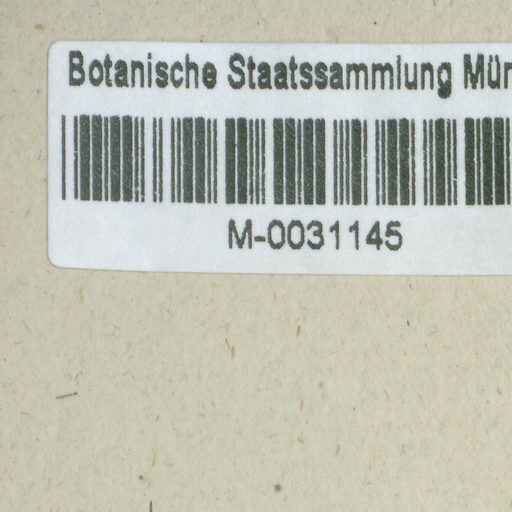 Botanische Staatssammlung Mün
M-0031145